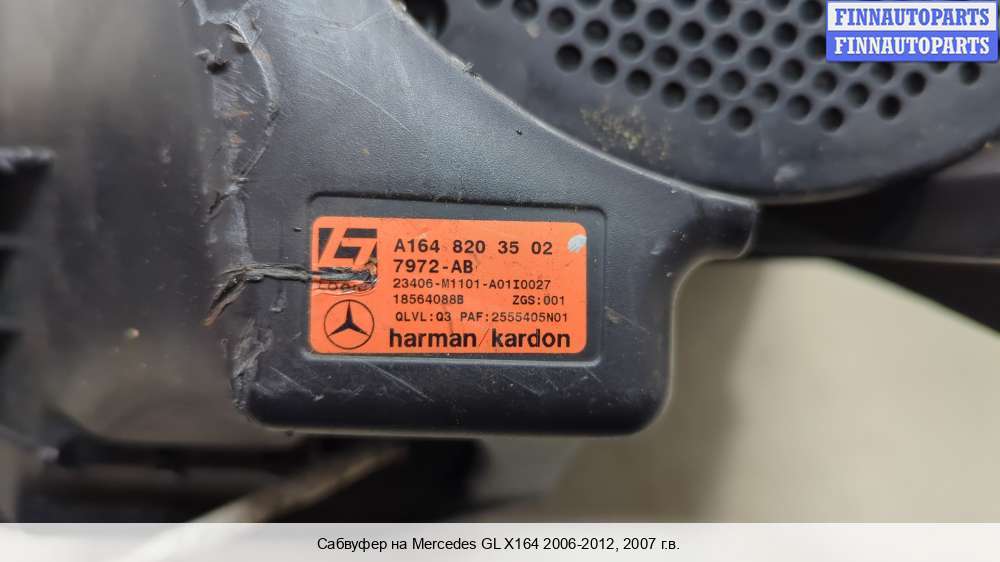 FINNAUTOPARTS
FINNAUTOPARTS
A164 820 35 02
7972-AB
23406-M1101-A01I0027
18564088B ZGS:001
QLVL:Q3 PAF:2555405N01
harman/kardon
Сабвуфер на Mercedes GL X164 2006-2012, 2007 г.в.